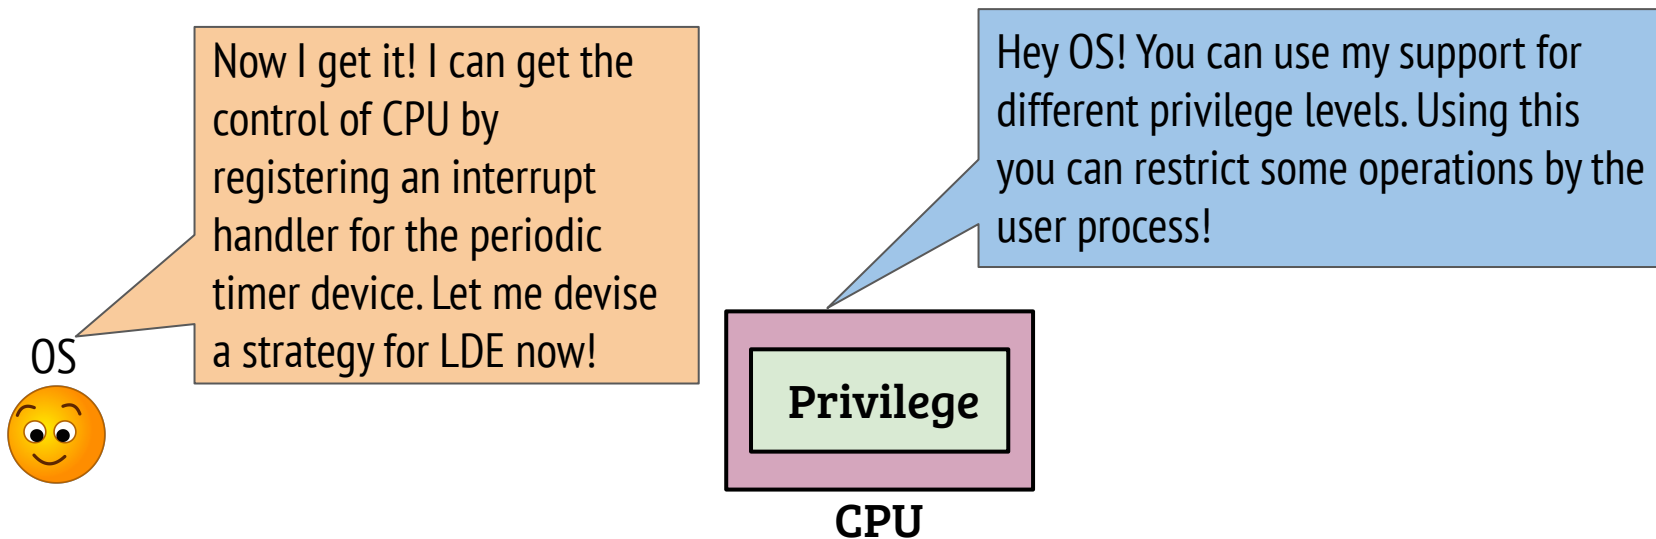 Now I get it! I can get the
control of CPU by
registering an interrupt
handler for the periodic
timer device. Let me devise
a strategy for LDE now!
OS
Hey OS! You can use my support for
different privilege levels. Using this
you can restrict some operations by the
user process!
Privilege
CPU